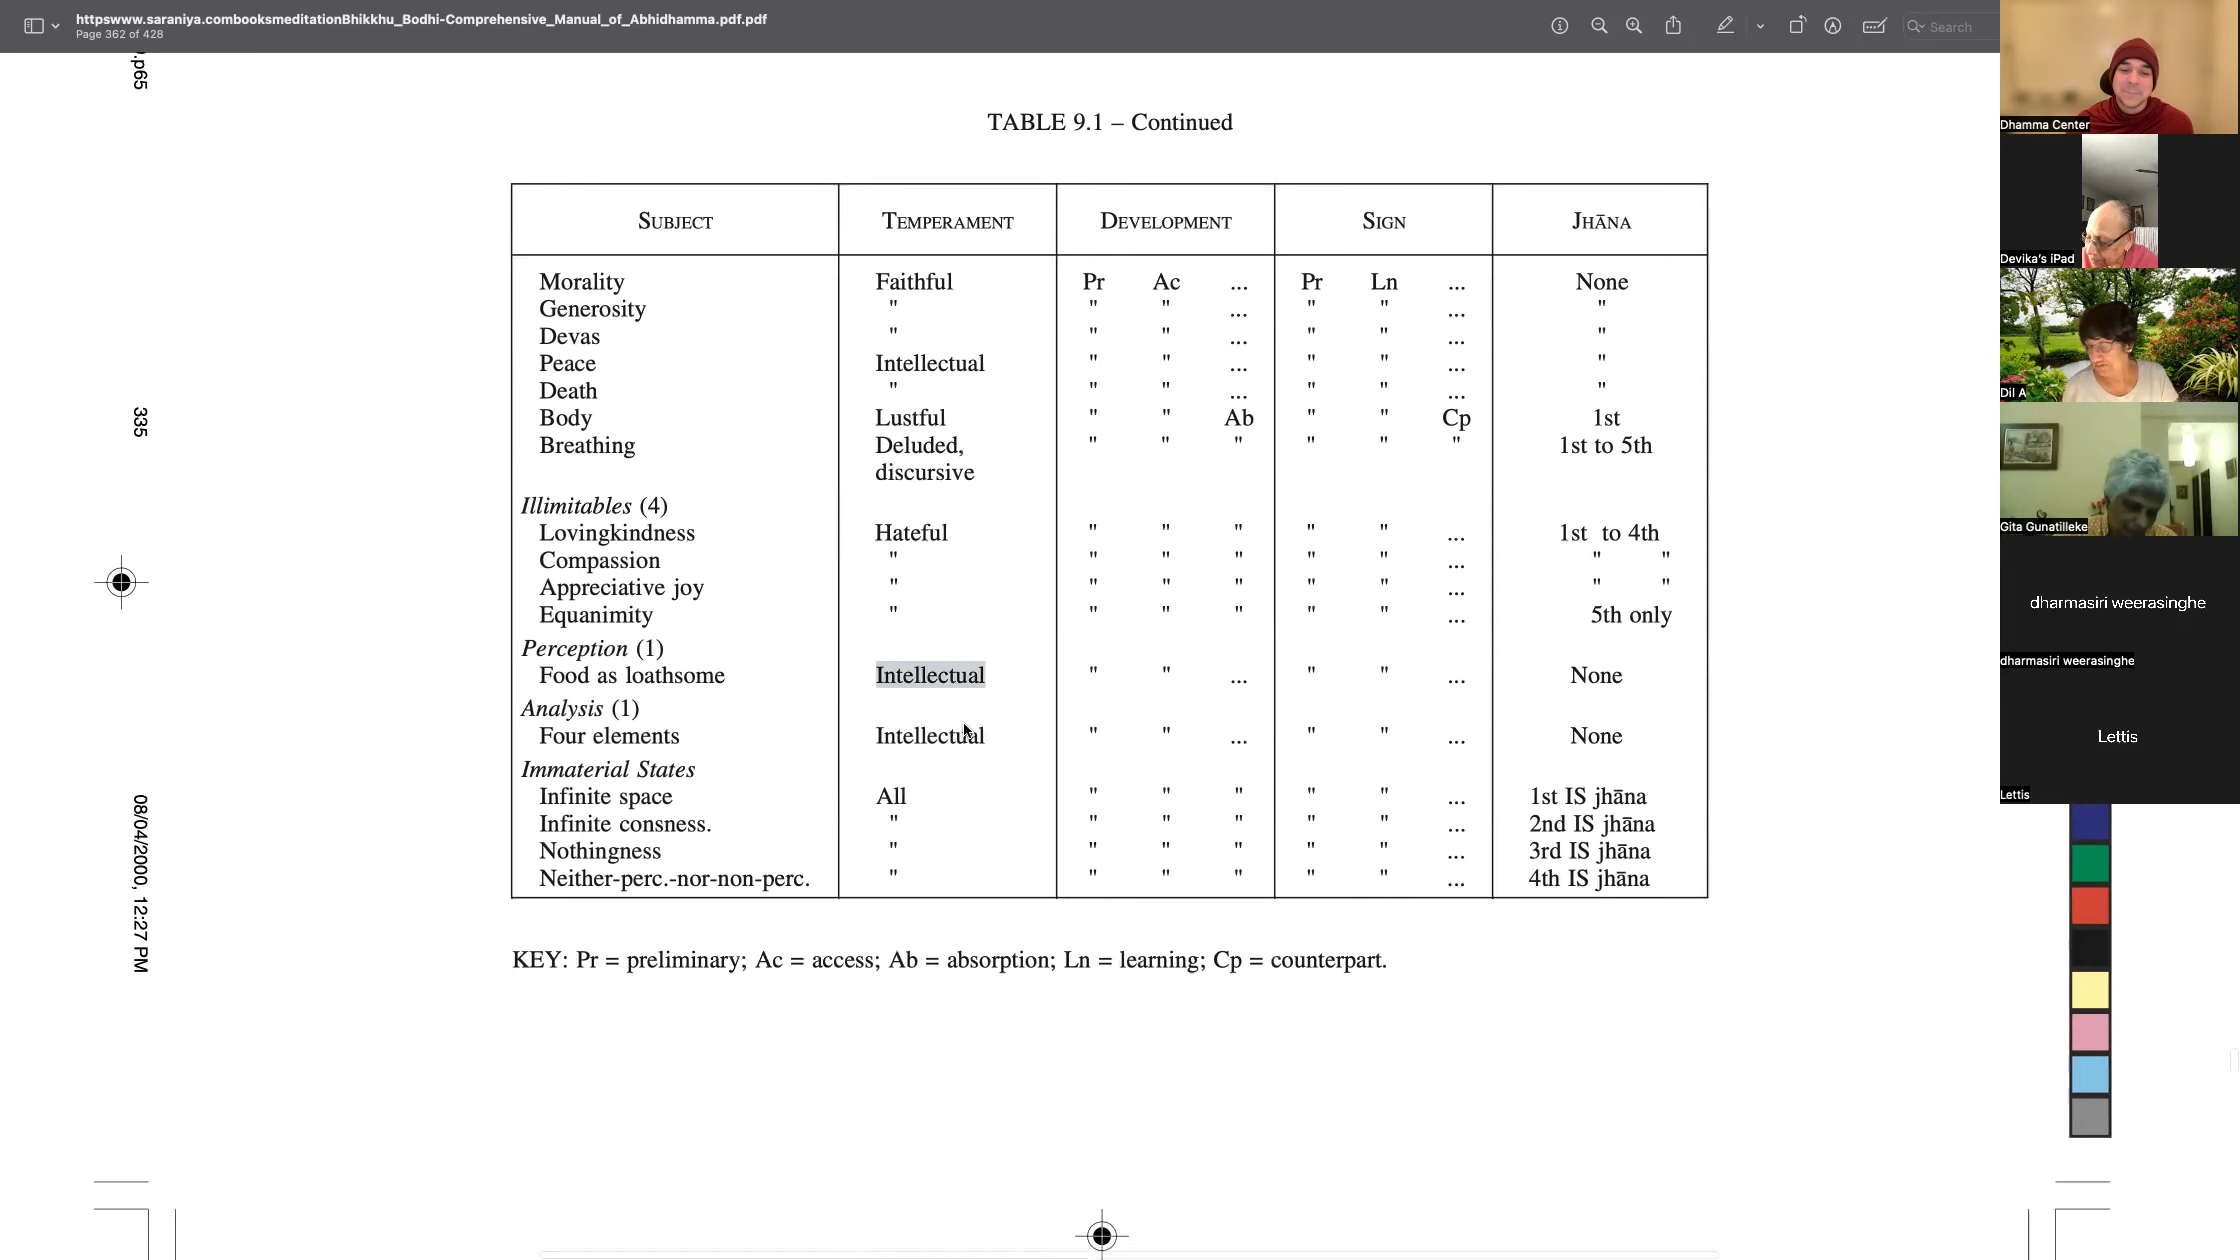 httpswww.saraniya.combooksmeditationBhikkhu_Bodhi-Comprehensive_Manual_of_Abhidhamma.pdf.pdf
Page 362 of 428
Search
.p65
335
08/04/2000, 12:27 PM
TABLE 9.1 – Continued
SUBJECT TEMPERAMENT DEVELOPMENT SIGN JHĀNA
Morality Faithful Pr Ac ... Pr Ln ... None
Generosity " " " ... " " ... "
Devas " " " ... " " ... "
Peace Intellectual " " ... " " ... "
Death " " " ... " " ... "
Body Lustful " " Ab " " Cp 1st
Breathing Deluded, " " " " " " 1st to 5th
discursive
Illimitables (4)
Lovingkindness Hateful " " " " " ... 1st to 4th
Compassion " " " " " " ... " "
Appreciative joy " " " " " " ... " "
Equanimity " " " " " " ... 5th only
Perception (1)
Food as loathsome Intellectual " " ... " " ... None
Analysis (1)
Four elements Intellectual " " ... " " ... None
Immaterial States
Infinite space All " " " " " ... 1st IS jhāna
Infinite consness. " " " " " " ... 2nd IS jhāna
Nothingness " " " " " " ... 3rd IS jhāna
Neither-perc.-nor-non-perc. " " " " " " ... 4th IS jhāna
KEY: Pr = preliminary; Ac = access; Ab = absorption; Ln = learning; Cp = counterpart.
Dhamma Center
Devika's iPad
Dil A
Gita Gunatilleke
dharmasiri weerasinghe
dharmasiri weerasinghe
Lettis
Lettis